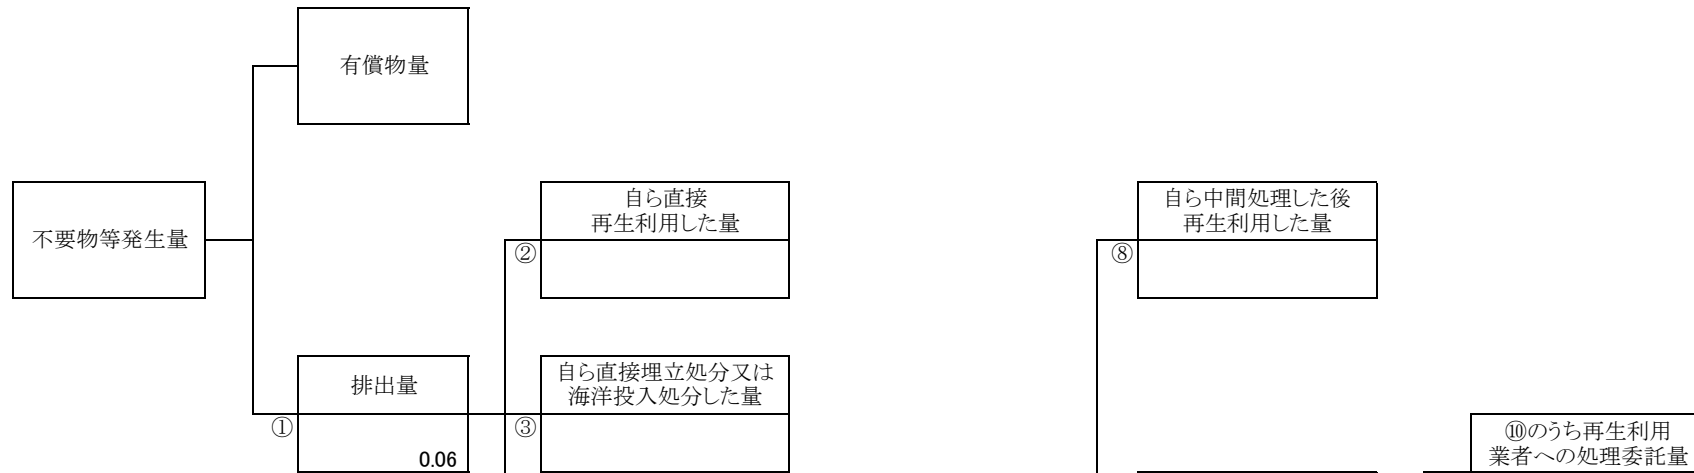 有償物量
不要物等発生量
自ら直接
再生利用した量
②
自ら中間処理した後
再生利用した量
⑧
排出量
①
0.06
自ら直接埋立処分又は
海洋投入処分した量
③
⑩のうち再生利用
業者への処理委託量